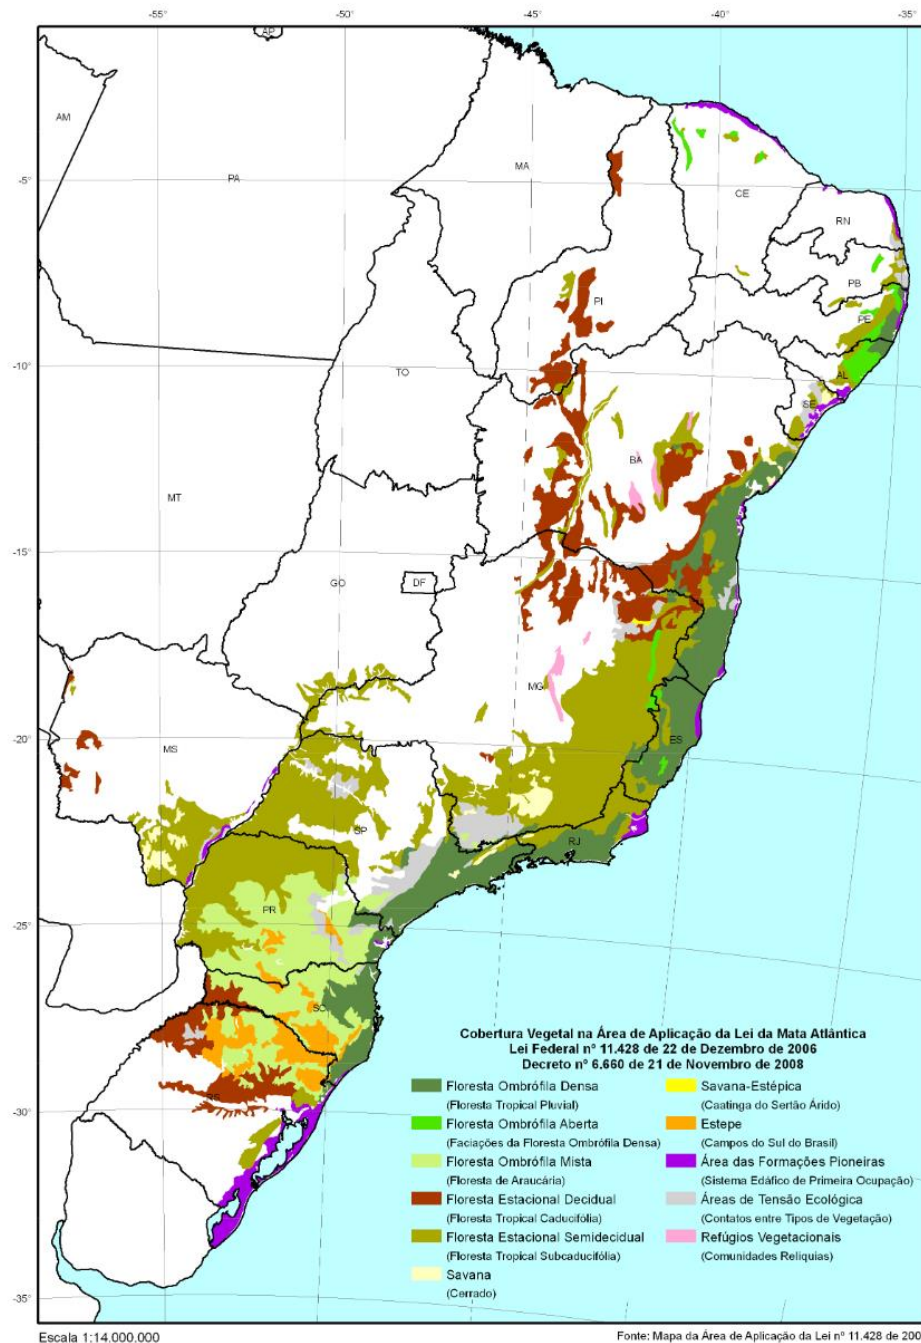 -55° -50° -45° -40° -35°
AP
AM
PA
MA
CE
-5°
RN
PB
PI
PE
-10°
TO
AL
SE
BA
MT
-15°
GO
DF
MG
MS
-20°
ES
SP
RJ
PR
-25°
SC
RS
-30°
-35°
Cobertura Vegetal na Área de Aplicação da Lei da Mata Atlântica
Lei Federal nº 11.428 de 22 de Dezembro de 2006
Decreto nº 6.660 de 21 de Novembro de 2008
Floresta Ombrófila Densa
(Floresta Tropical Pluvial)
Floresta Ombrófila Aberta
(Faciações da Floresta Ombrófila Densa)
Floresta Ombrófila Mista
(Floresta de Araucária)
Floresta Estacional Decidual
(Floresta Tropical Caducifólia)
Floresta Estacional Semidecidual
(Floresta Tropical Subcaducifólia)
Savana
(Cerrado)
Savana-Estépica
(Caatinga do Sertão Árido)
Estepe
(Campos do Sul do Brasil)
Área das Formações Pioneiras
(Sistema Edáfico de Primeira Ocupação)
Áreas de Tensão Ecológica
(Contatos entre Tipos de Vegetação)
Refúgios Vegetacionais
(Comunidades Relíquias)
Escala 1:14.000.000
Fonte: Mapa da Área de Aplicação da Lei nº 11.428 de 200